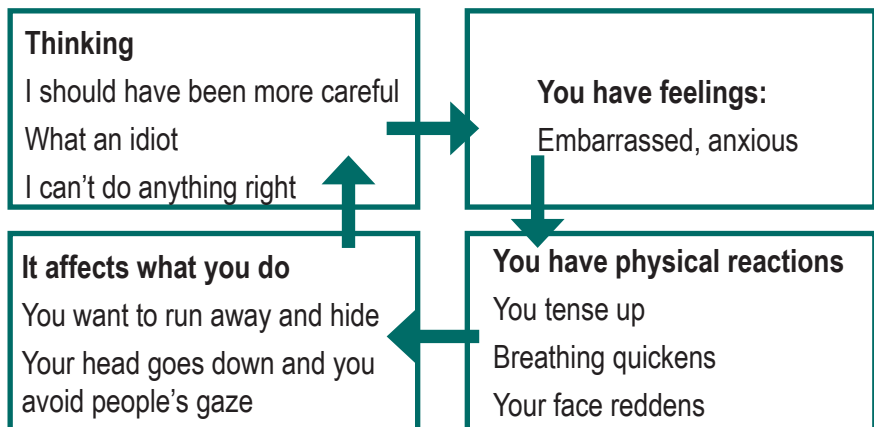 Thinking
I should have been more careful
What an idiot
I can’t do anything right
You have feelings:
Embarrassed, anxious
It affects what you do
You want to run away and hide
Your head goes down and you
avoid people’s gaze
You have physical reactions
You tense up
Breathing quickens
Your face reddens